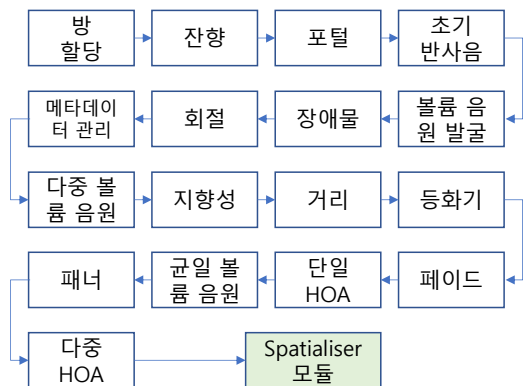 방
할당
잔향
포털
초기
반사음
메타데이
터 관리
회절
장애물
볼륨 음
원 발굴
다중 볼
륨 음원
지향성
거리
등화기
패너
균일 볼
륨 음원
단일
HOA
페이드
다중
HOA
Spatialiser
모듈